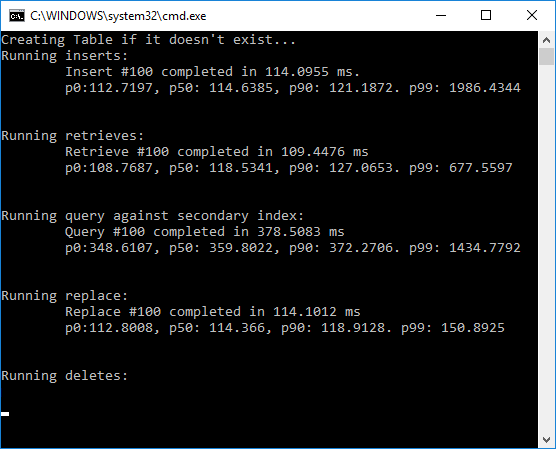 C:\WINDOWS\system32\cmd.exe
Creating Table if it doesn't exist...
Running inserts:
Insert #100 completed in 114.0955 ms.
p0:112.7197, p50: 114.6385, p90: 121.1872. p99: 1986.4344
Running retrieves:
Retrieve #100 completed in 109.4476 ms
p0:108.7687, p50: 118.5341, p90: 127.0653. p99: 677.5597
Running query against secondary index:
Query #100 completed in 378.5083 ms
p0:348.6107, p50: 359.8022, p90: 372.2706. p99: 1434.7792
Running replace:
Replace #100 completed in 114.1012 ms
p0:112.8008, p50: 114.366, p90: 118.9128. p99: 150.8925
Running deletes: